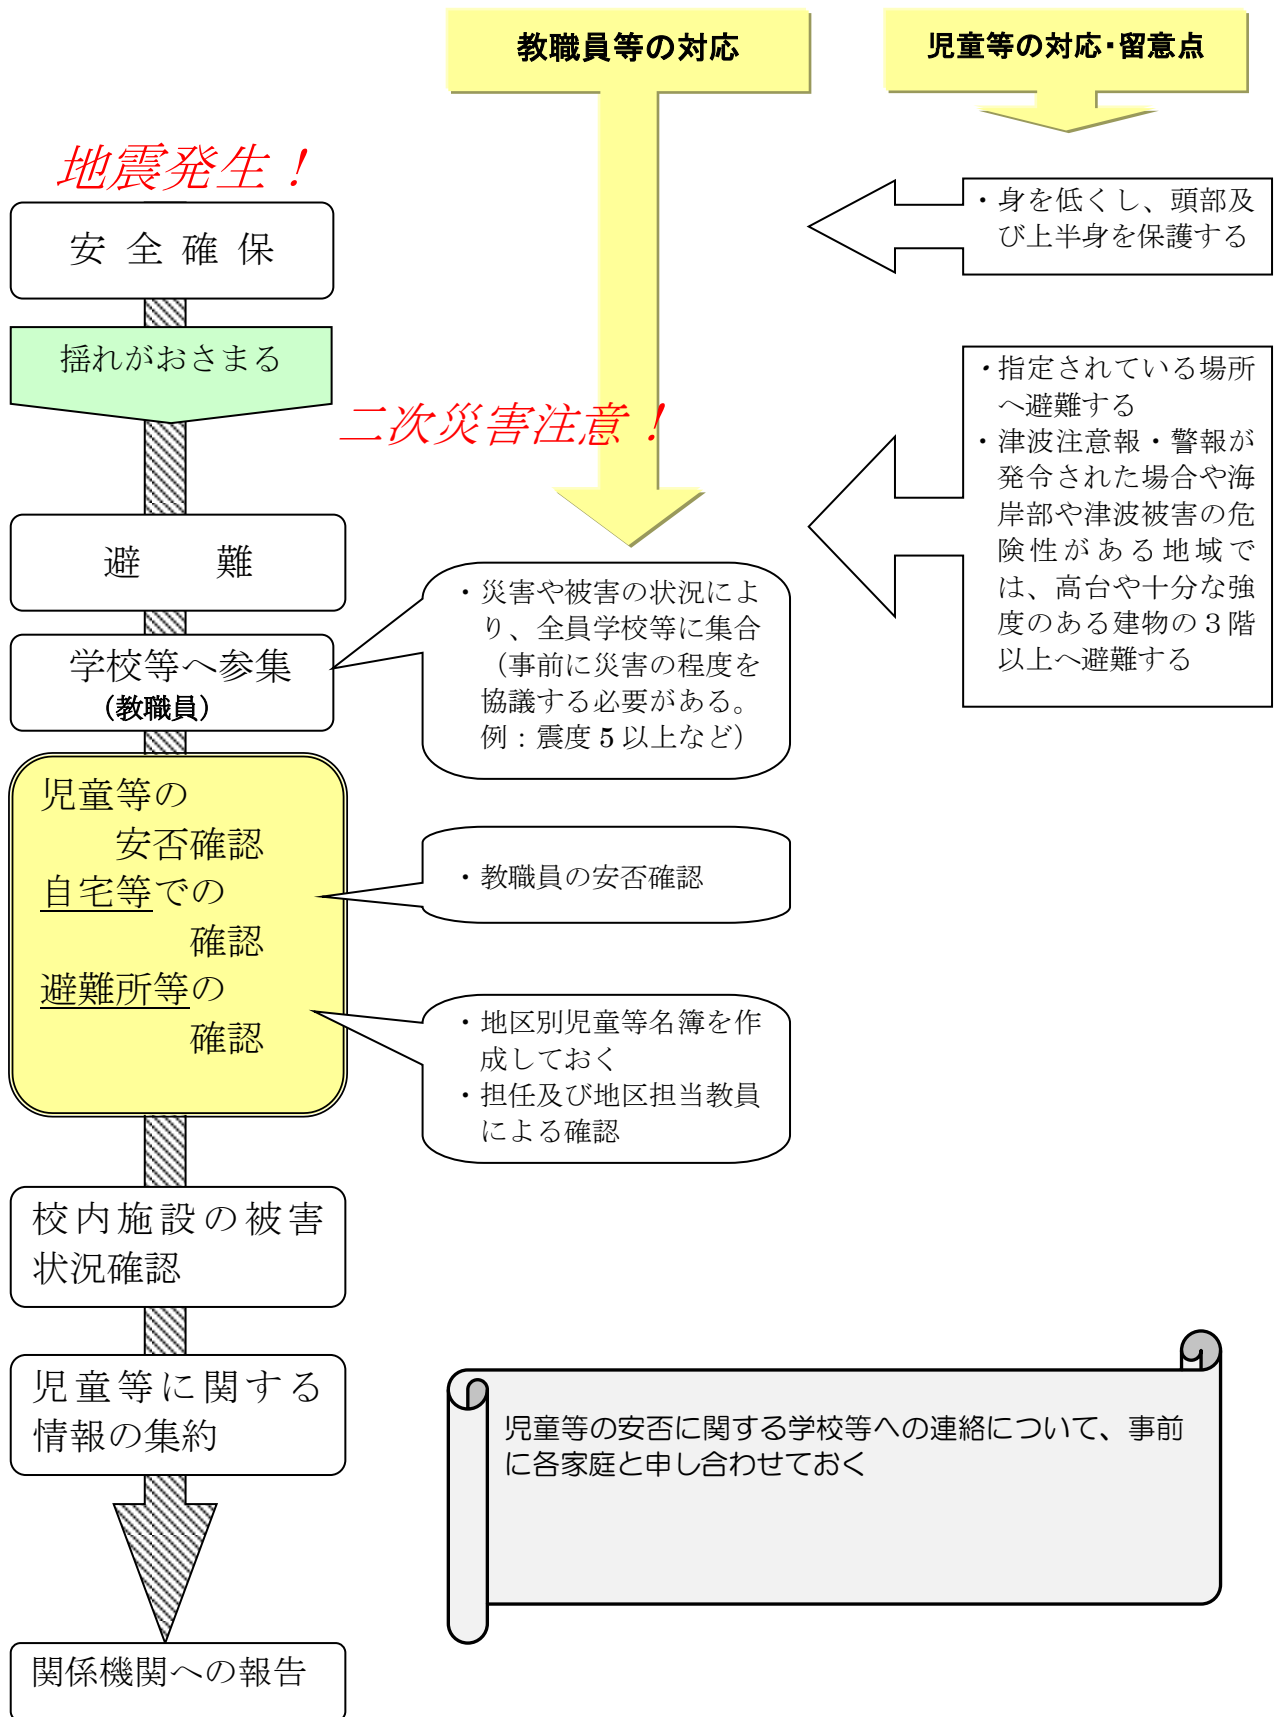 教職員等の対応
児童等の対応・留意点
地震発生！
安全確保
・身を低くし、頭部及
び上半身を保護する
揺れがおさまる
二次災害注意！
・指定されている場所
へ避難する
・津波注意報・警報が
発令された場合や海
岸部や津波被害の危
険性がある地域で
は、高台や十分な強
度のある建物の３階
以上へ避難する
避　難
学校等へ参集
（教職員）
・災害や被害の状況によ
り、全員学校等に集合
（事前に災害の程度を
協議する必要がある。
例：震度5以上など）
児童等の
安否確認
自宅等での
確認
避難所等の
確認
・教職員の安否確認
・地区別児童等名簿を作
成しておく
・担任及び地区担当教員
による確認
校内施設の被害
状況確認
児童等に関する
情報の集約
児童等の安否に関する学校等への連絡について、事前
に各家庭と申し合わせておく
関係機関への報告